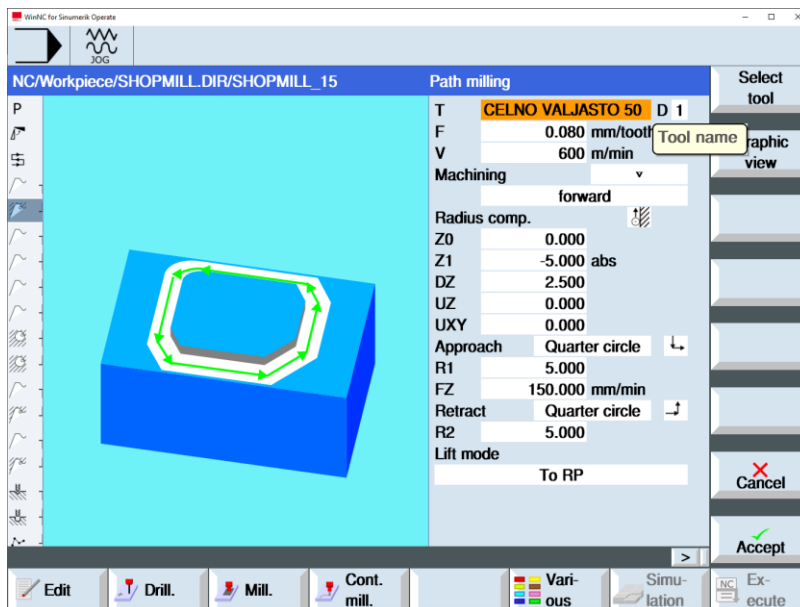 WinNC for Sinumerik Operate
JOG
NC/Workpiece/SHOPMILL.DIR/SHOPMILL_15
Path milling
Select
tool
P
T CELNO VALJASTO 50 D 1
F 0.080 mm/tooth
Tool name
raphic
view
V 600 m/min
Machining
forward
Radius comp.
Z0 0.000
Z1 -5.000 abs
DZ 2.500
UZ 0.000
UXY 0.000
Approach Quarter circle
R1 5.000
FZ 150.000 mm/min
Retract Quarter circle
R2 5.000
Lift mode
To RP
Cancel
Accept
>
Edit
Drill.
Mill.
Cont.
mill.
Vari-
ous
Simu-
lation
NC
Ex-
ecute